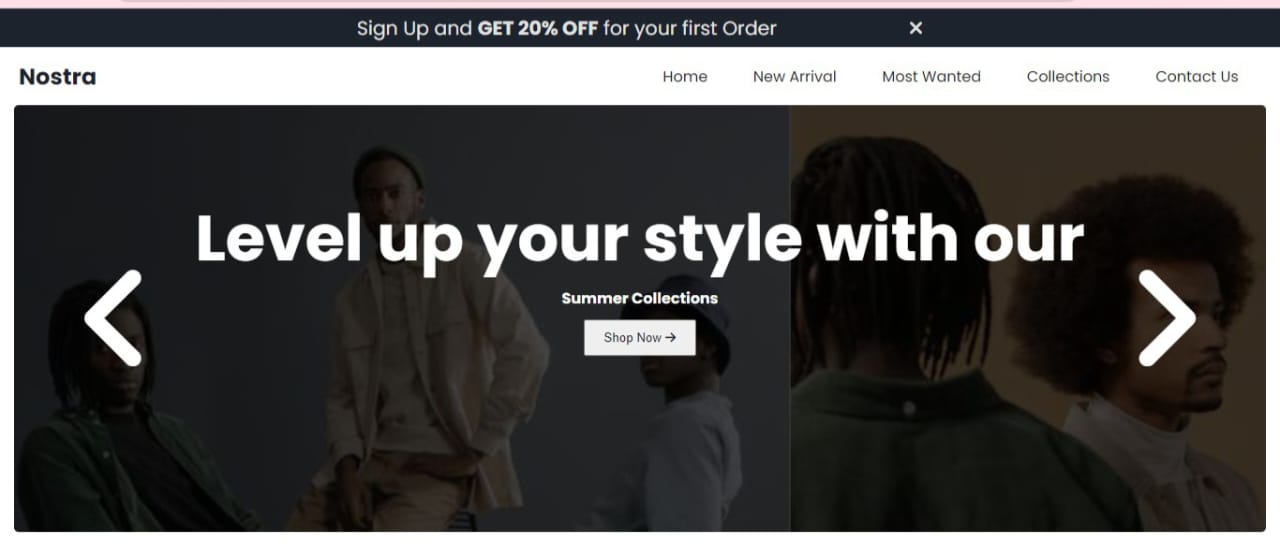 Sign Up and GET 20% OFF for your first Order
Nostra
Home New Arrival Most Wanted Collections Contact Us
Level up your style with our
Summer Collections
Shop Now